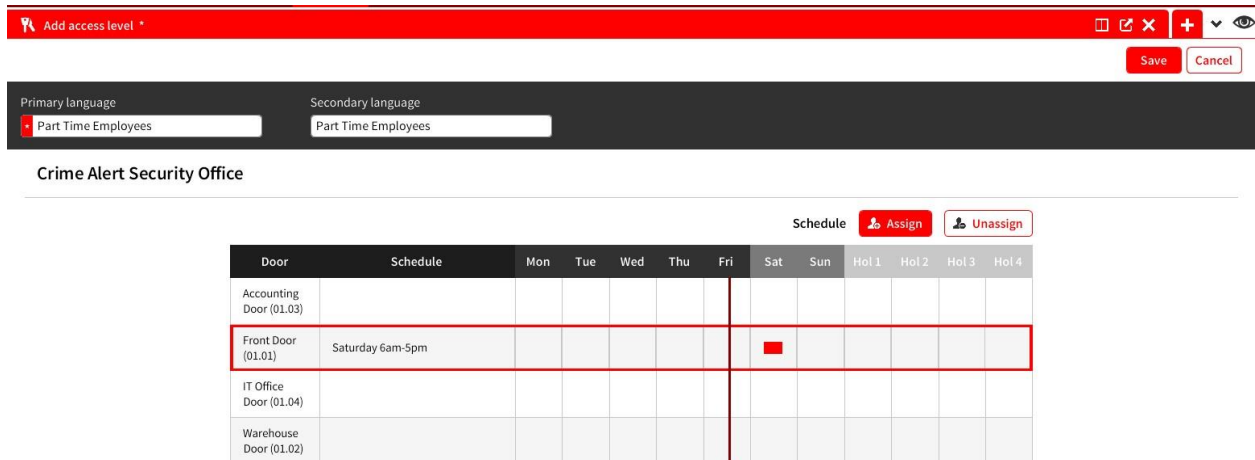 Add access level *
Save Cancel
Primary language Secondary language
* Part Time Employees Part Time Employees
Crime Alert Security Office
Schedule Assign Unassign
Door Schedule Mon Tue Wed Thu Fri Sat Sun Hol 1 Hol 2 Hol 3 Hol 4
Accounting
Door (01.03)
Front Door
(01.01)
Saturday 6am-5pm
IT Office
Door (01.04)
Warehouse
Door (01.02)